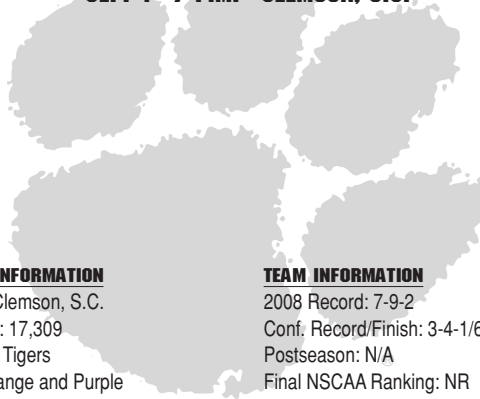 CLEMSON, S.C.
INFORMATION
Clemson, S.C.
: 17,309
Tigers
ange and Purple
TEAM INFORMATION
2008 Record: 7-9-2
Conf. Record/Finish: 3-4-1/6
Postseason: N/A
Final NSCAA Ranking: NR